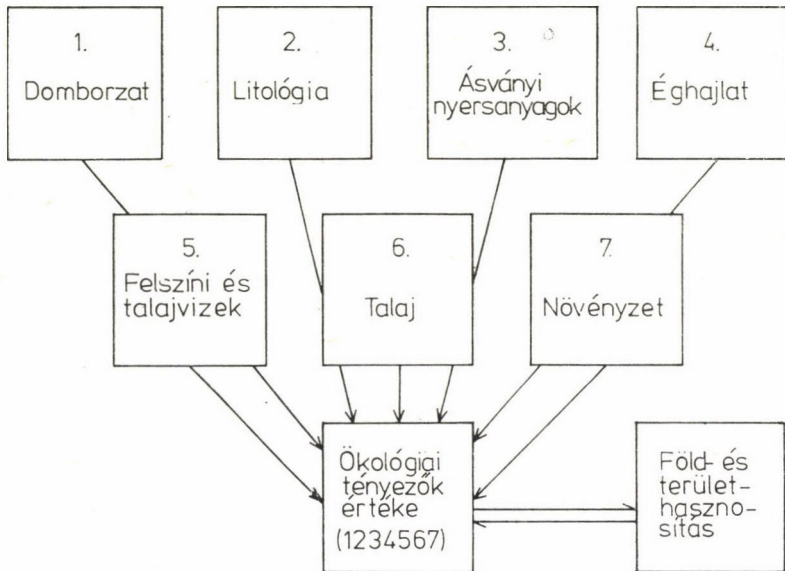 1.
Domborzat
2.
Litológia
3.
Ásványi
nyersanyagok
4.
Éghajlat
5.
Felszíni és
talajvizek
6.
Talaj
7.
Növényzet
Ökológiai
tényezők
értéke
(1234567)
Föld- és
terület-
haszno-
sítás